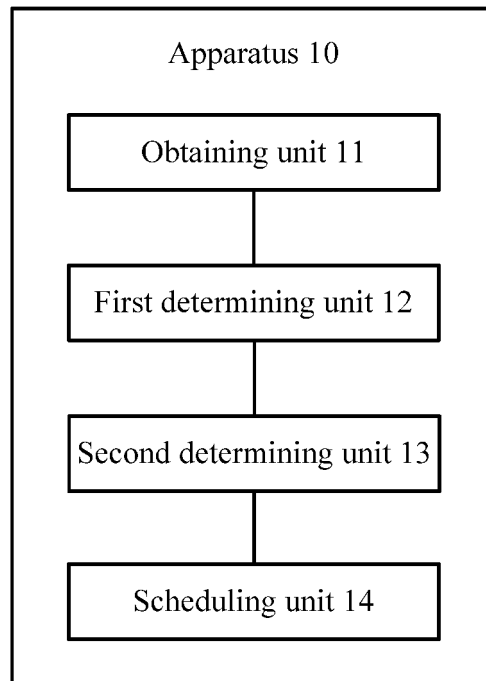 Apparatus 10
Obtaining unit 11
First determining unit 12
Second determining unit 13
Scheduling unit 14